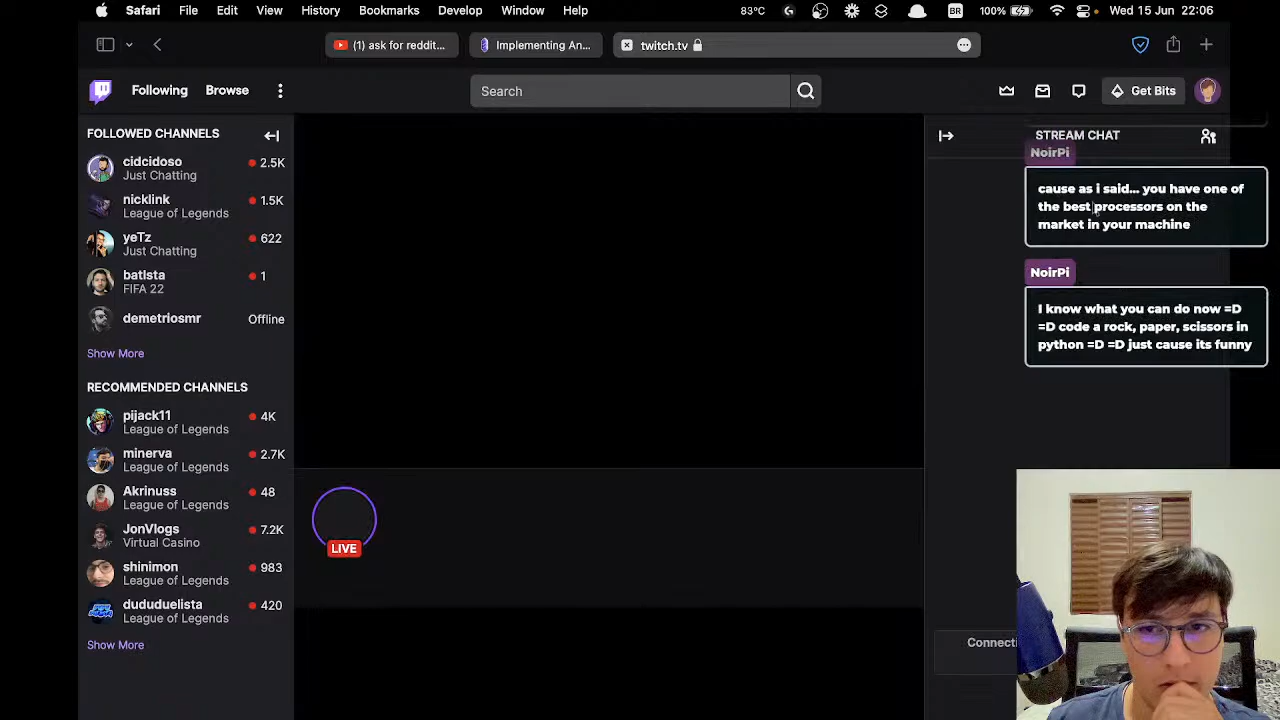 Safari File Edit View History Bookmarks Develop Window Help 83°C BR 100% Wed 15 Jun 22:06
(1) ask for reddit... Implementing An... twitch.tv
Following Browse Search Get Bits
FOLLOWED CHANNELS
cidcidoso 2.5K
Just Chatting
nicklink 1.5K
League of Legends
yeTz 622
Just Chatting
batIsta 1
FIFA 22
demetriosmr Offline
Show More
RECOMMENDED CHANNELS
pijack11 4K
League of Legends
minerva 2.7K
League of Legends
Akrinuss 48
League of Legends
JonVlogs 7.2K
Virtual Casino
shinimon 983
League of Legends
dududuelista 420
League of Legends
Show More
LIVE
STREAM CHAT
NoirPi
cause as i said... you have one of
the best processors on the
market in your machine
NoirPi
I know what you can do now =D
=D code a rock, paper, scissors in
python =D =D just cause its funny
Connecti